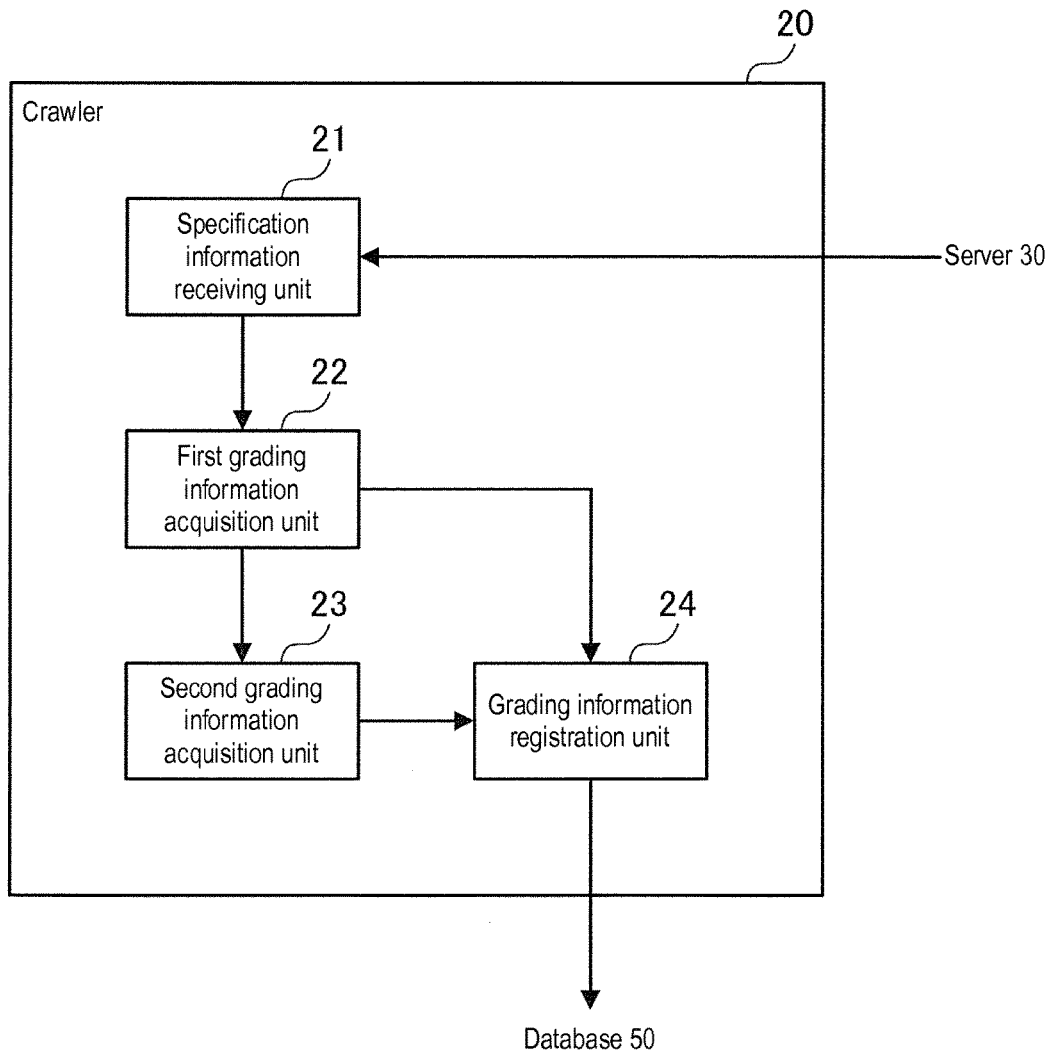 20
Crawler
21
Specification
information
receiving unit
Server 30
22
First grading
information
acquisition unit
23
Second grading
information
acquisition unit
24
Grading information
registration unit
Database 50